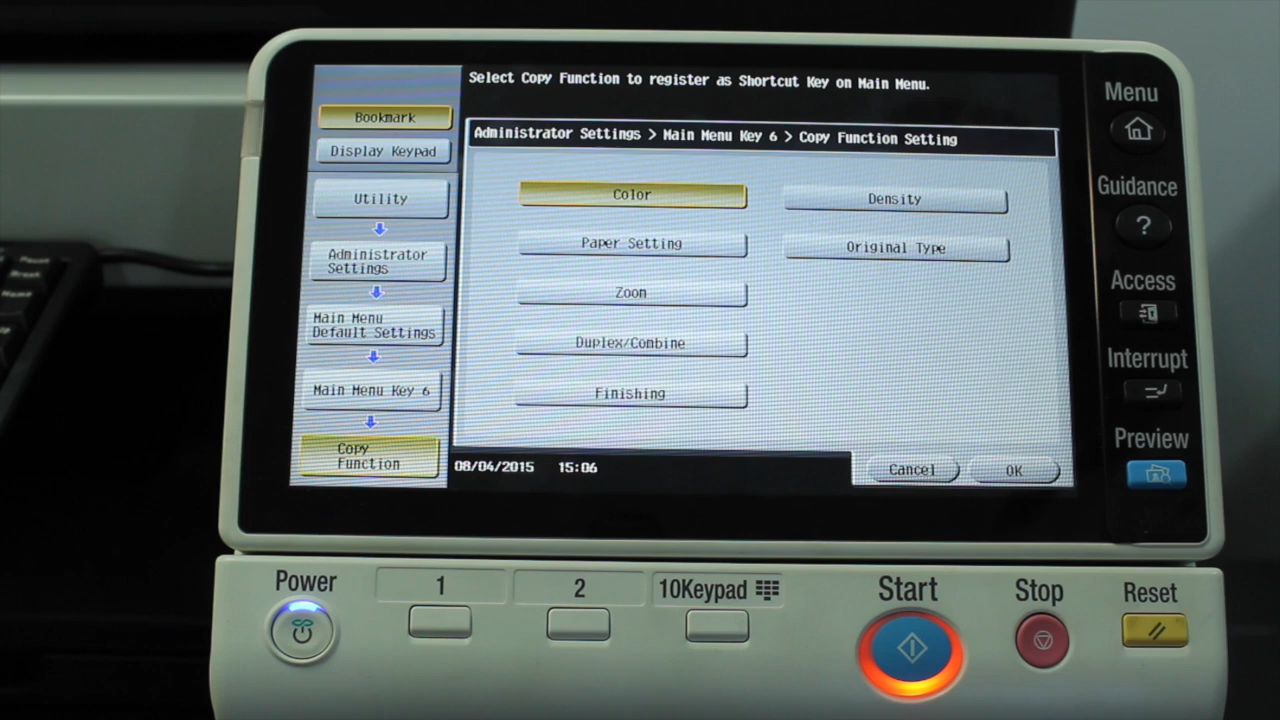 Select Copy Function to register as Shortcut Key on Main Menu.
Bookmark
Display Keypad
Utility
Administrator
Settings
Main Menu
Default Settings
Main Menu Key 6
Copy
Function
Administrator Settings > Main Menu Key 6 > Copy Function Setting
Color
Density
Paper Setting
Original Type
Zoom
Duplex/Combine
Finishing
08/04/2015 15:06
Cancel
OK
Menu
Guidance
?
Access
Interrupt
Preview
Power
1
2
10Keypad
Start
Stop
Reset
Pause
Break
Home